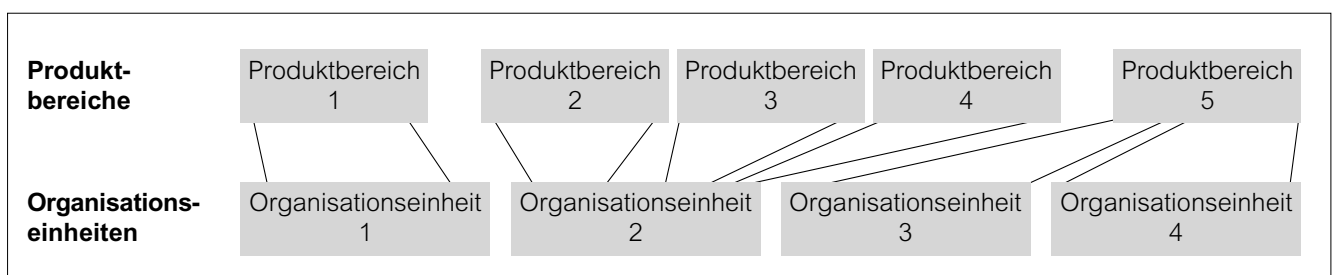 Produkt-
bereiche
Produktbereich
1
Produktbereich
2
Produktbereich
3
Produktbereich
4
Produktbereich
5
Organisations-
einheiten
Organisationseinheit
1
Organisationseinheit
2
Organisationseinheit
3
Organisationseinheit
4